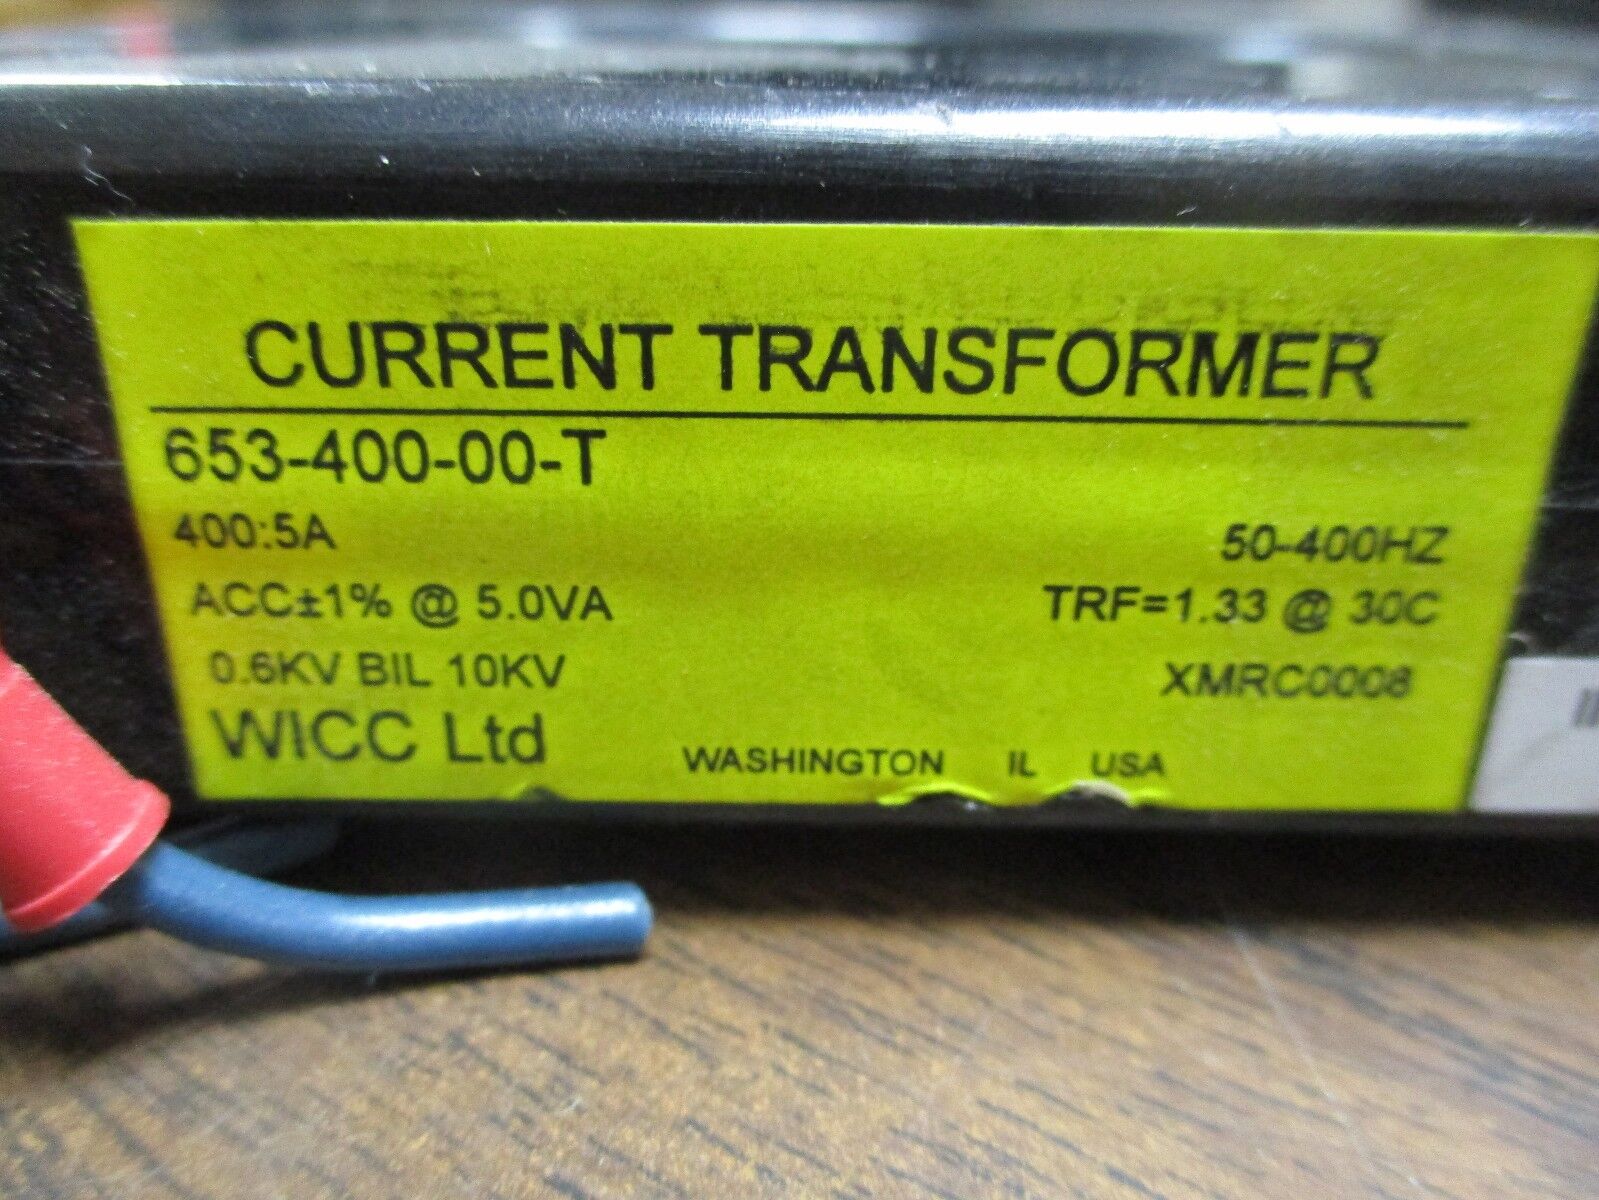 CURRENT TRANSFORMER
653-400-00-T
400:5A 50-400HZ
ACC±1% @ 5.0VA TRF=1.33 @ 30C
0.6KV BIL 10KV XMRC0008
WICC Ltd WASHINGTON IL USA